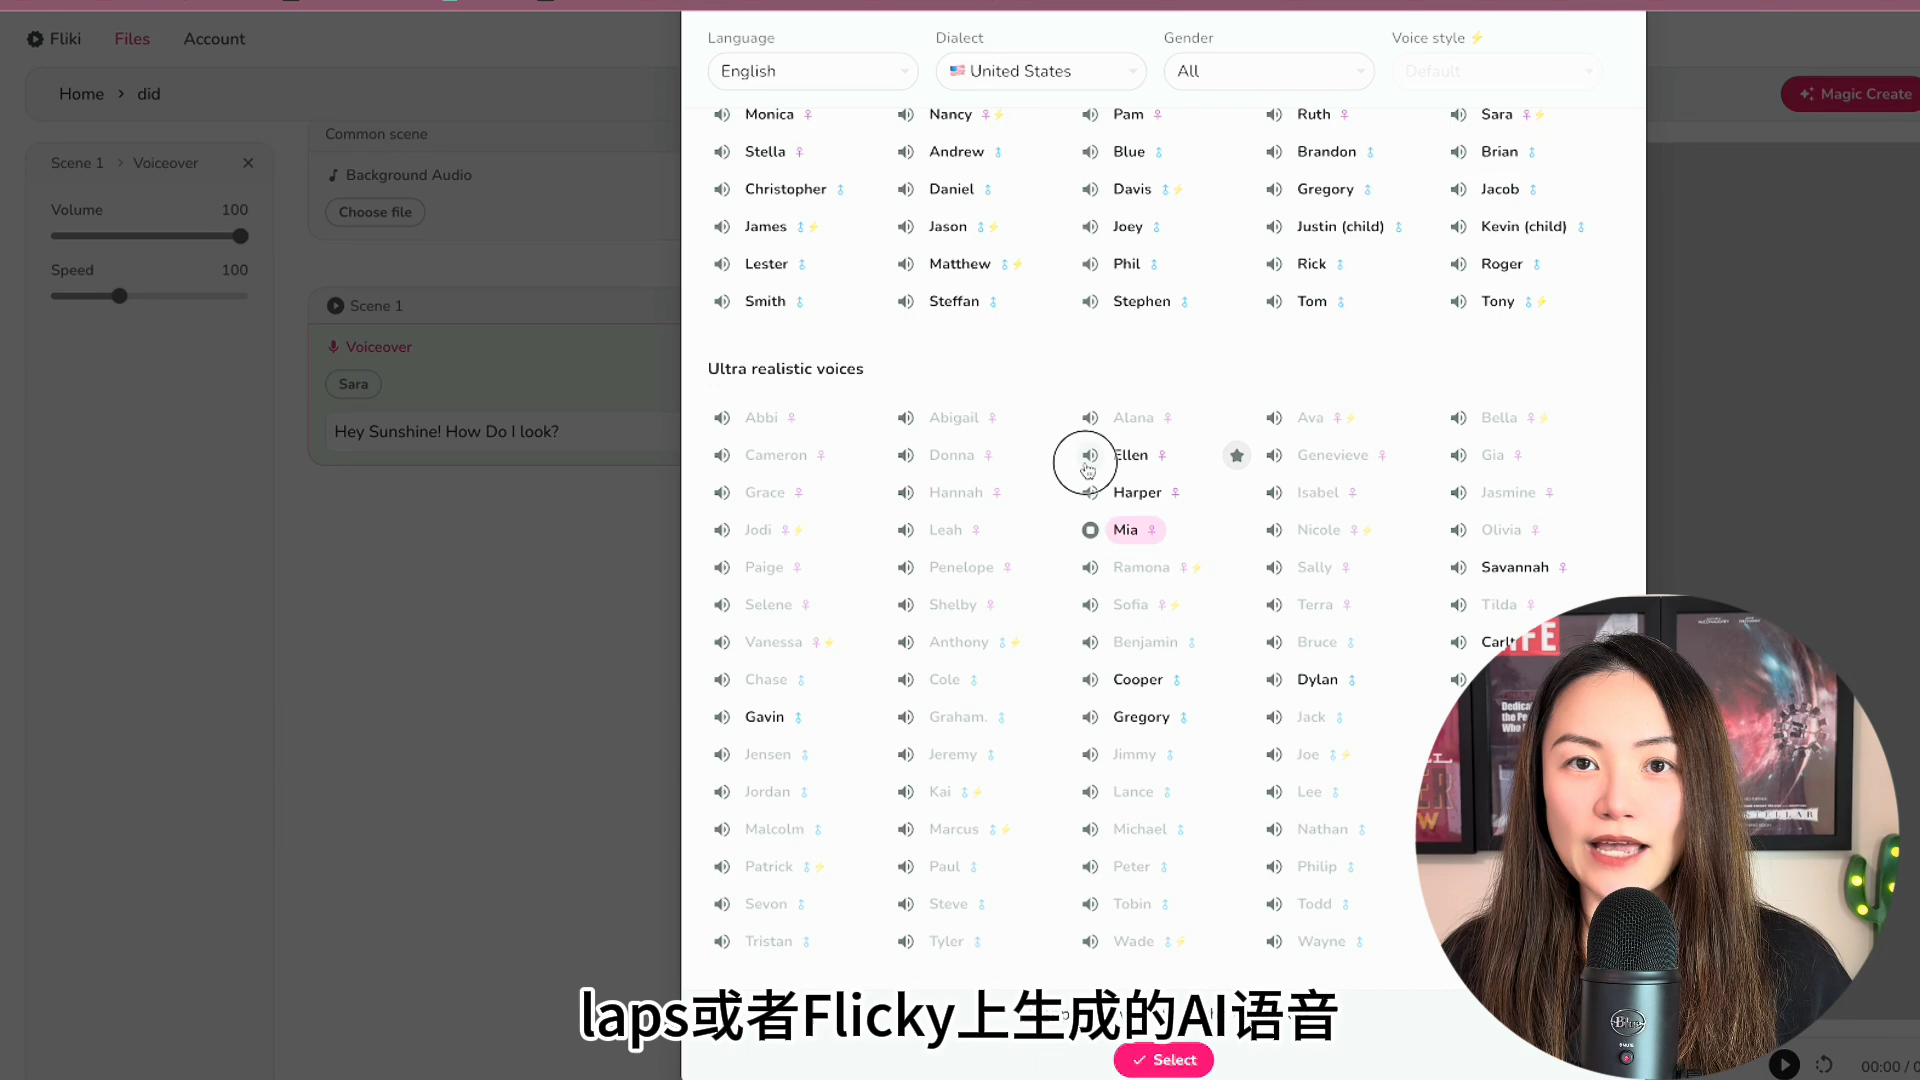 Language
Dialect
Gender
Voice style
English
United States
All
Default
Fliki
Files
Account
Home > did
Magic Create
Common scene
Scene 1 > Voiceover
Background Audio
Choose file
Volume 100
Speed 100
Scene 1
Voiceover
Sara
Hey Sunshine! How Do I look?
Monica Nancy Pam Ruth Sara
Stella Andrew Blue Brandon Brian
Christopher Daniel Davis Gregory Jacob
James Jason Joey Justin (child) Kevin (child)
Lester Matthew Phil Rick Roger
Smith Steffan Stephen Tom Tony
Ultra realistic voices
Abbi Abigail Alana Ava Bella
Cameron Donna Ellen Genevieve Gia
Grace Hannah Harper Isabel Jasmine
Jodi Leah Mia Nicole Olivia
Paige Penelope Ramona Sally Savannah
Selene Shelby Sofia Terra Tilda
Vanessa Anthony Benjamin Bruce Carl
Chase Cole Cooper Dylan
Gavin Graham. Gregory Jack
Jensen Jeremy Jimmy Joe
Jordan Kai Lance Lee
Malcolm Marcus Michael Nathan
Patrick Paul Peter Philip
Sevon Steve Tobin Todd
Tristan Tyler Wade Wayne
laps或者Flicky上生成的AI语音
Select
Blue
00:00 / 0